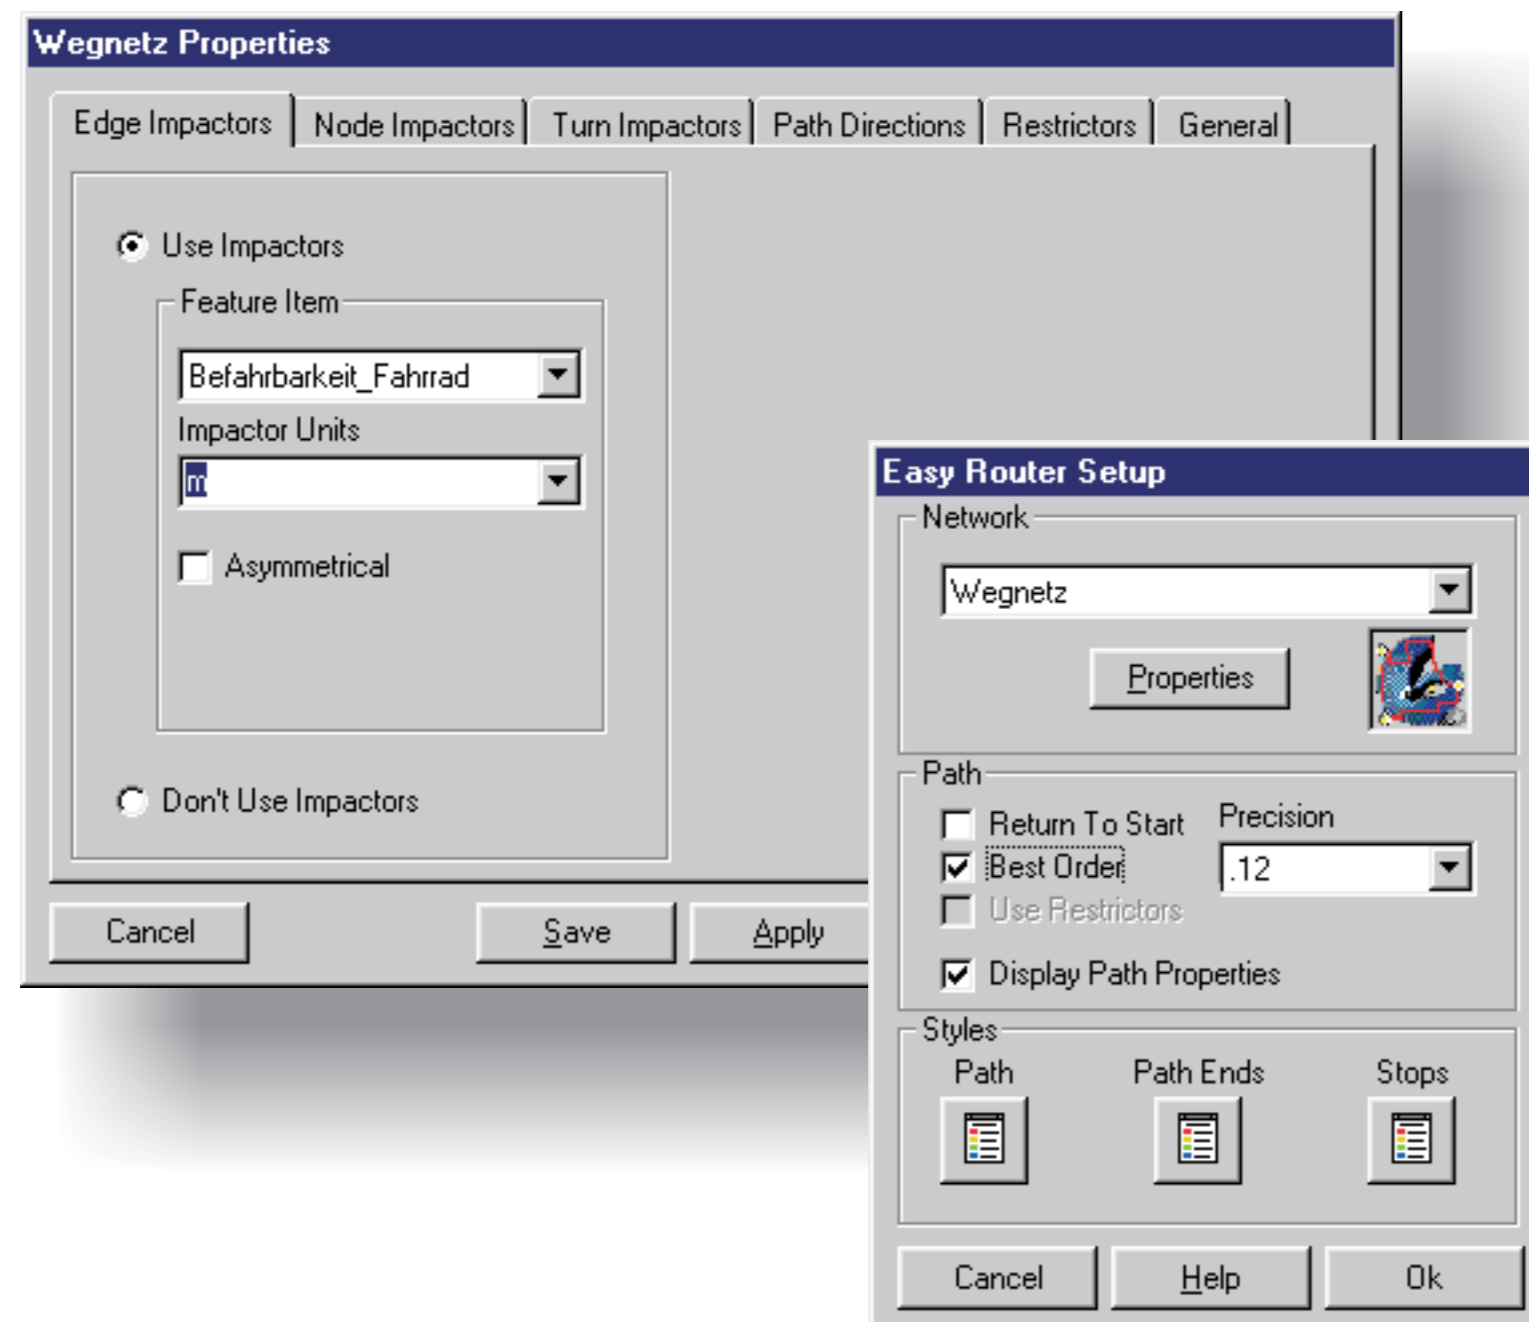 Wegnetz Properties
Edge Impactors Node Impactors Turn Impactors Path Directions Restrictors General
Use Impactors
Feature Item
Befahrbarkeit_Fahrrad
Impactor Units
m
Asymmetrical
Don't Use Impactors
Cancel Save Apply
Easy Router Setup
Network
Wegnetz
Properties
Path
Return To Start Precision
Best Order .12
Use Restrictors
Display Path Properties
Styles
Path Path Ends Stops
Cancel Help Ok